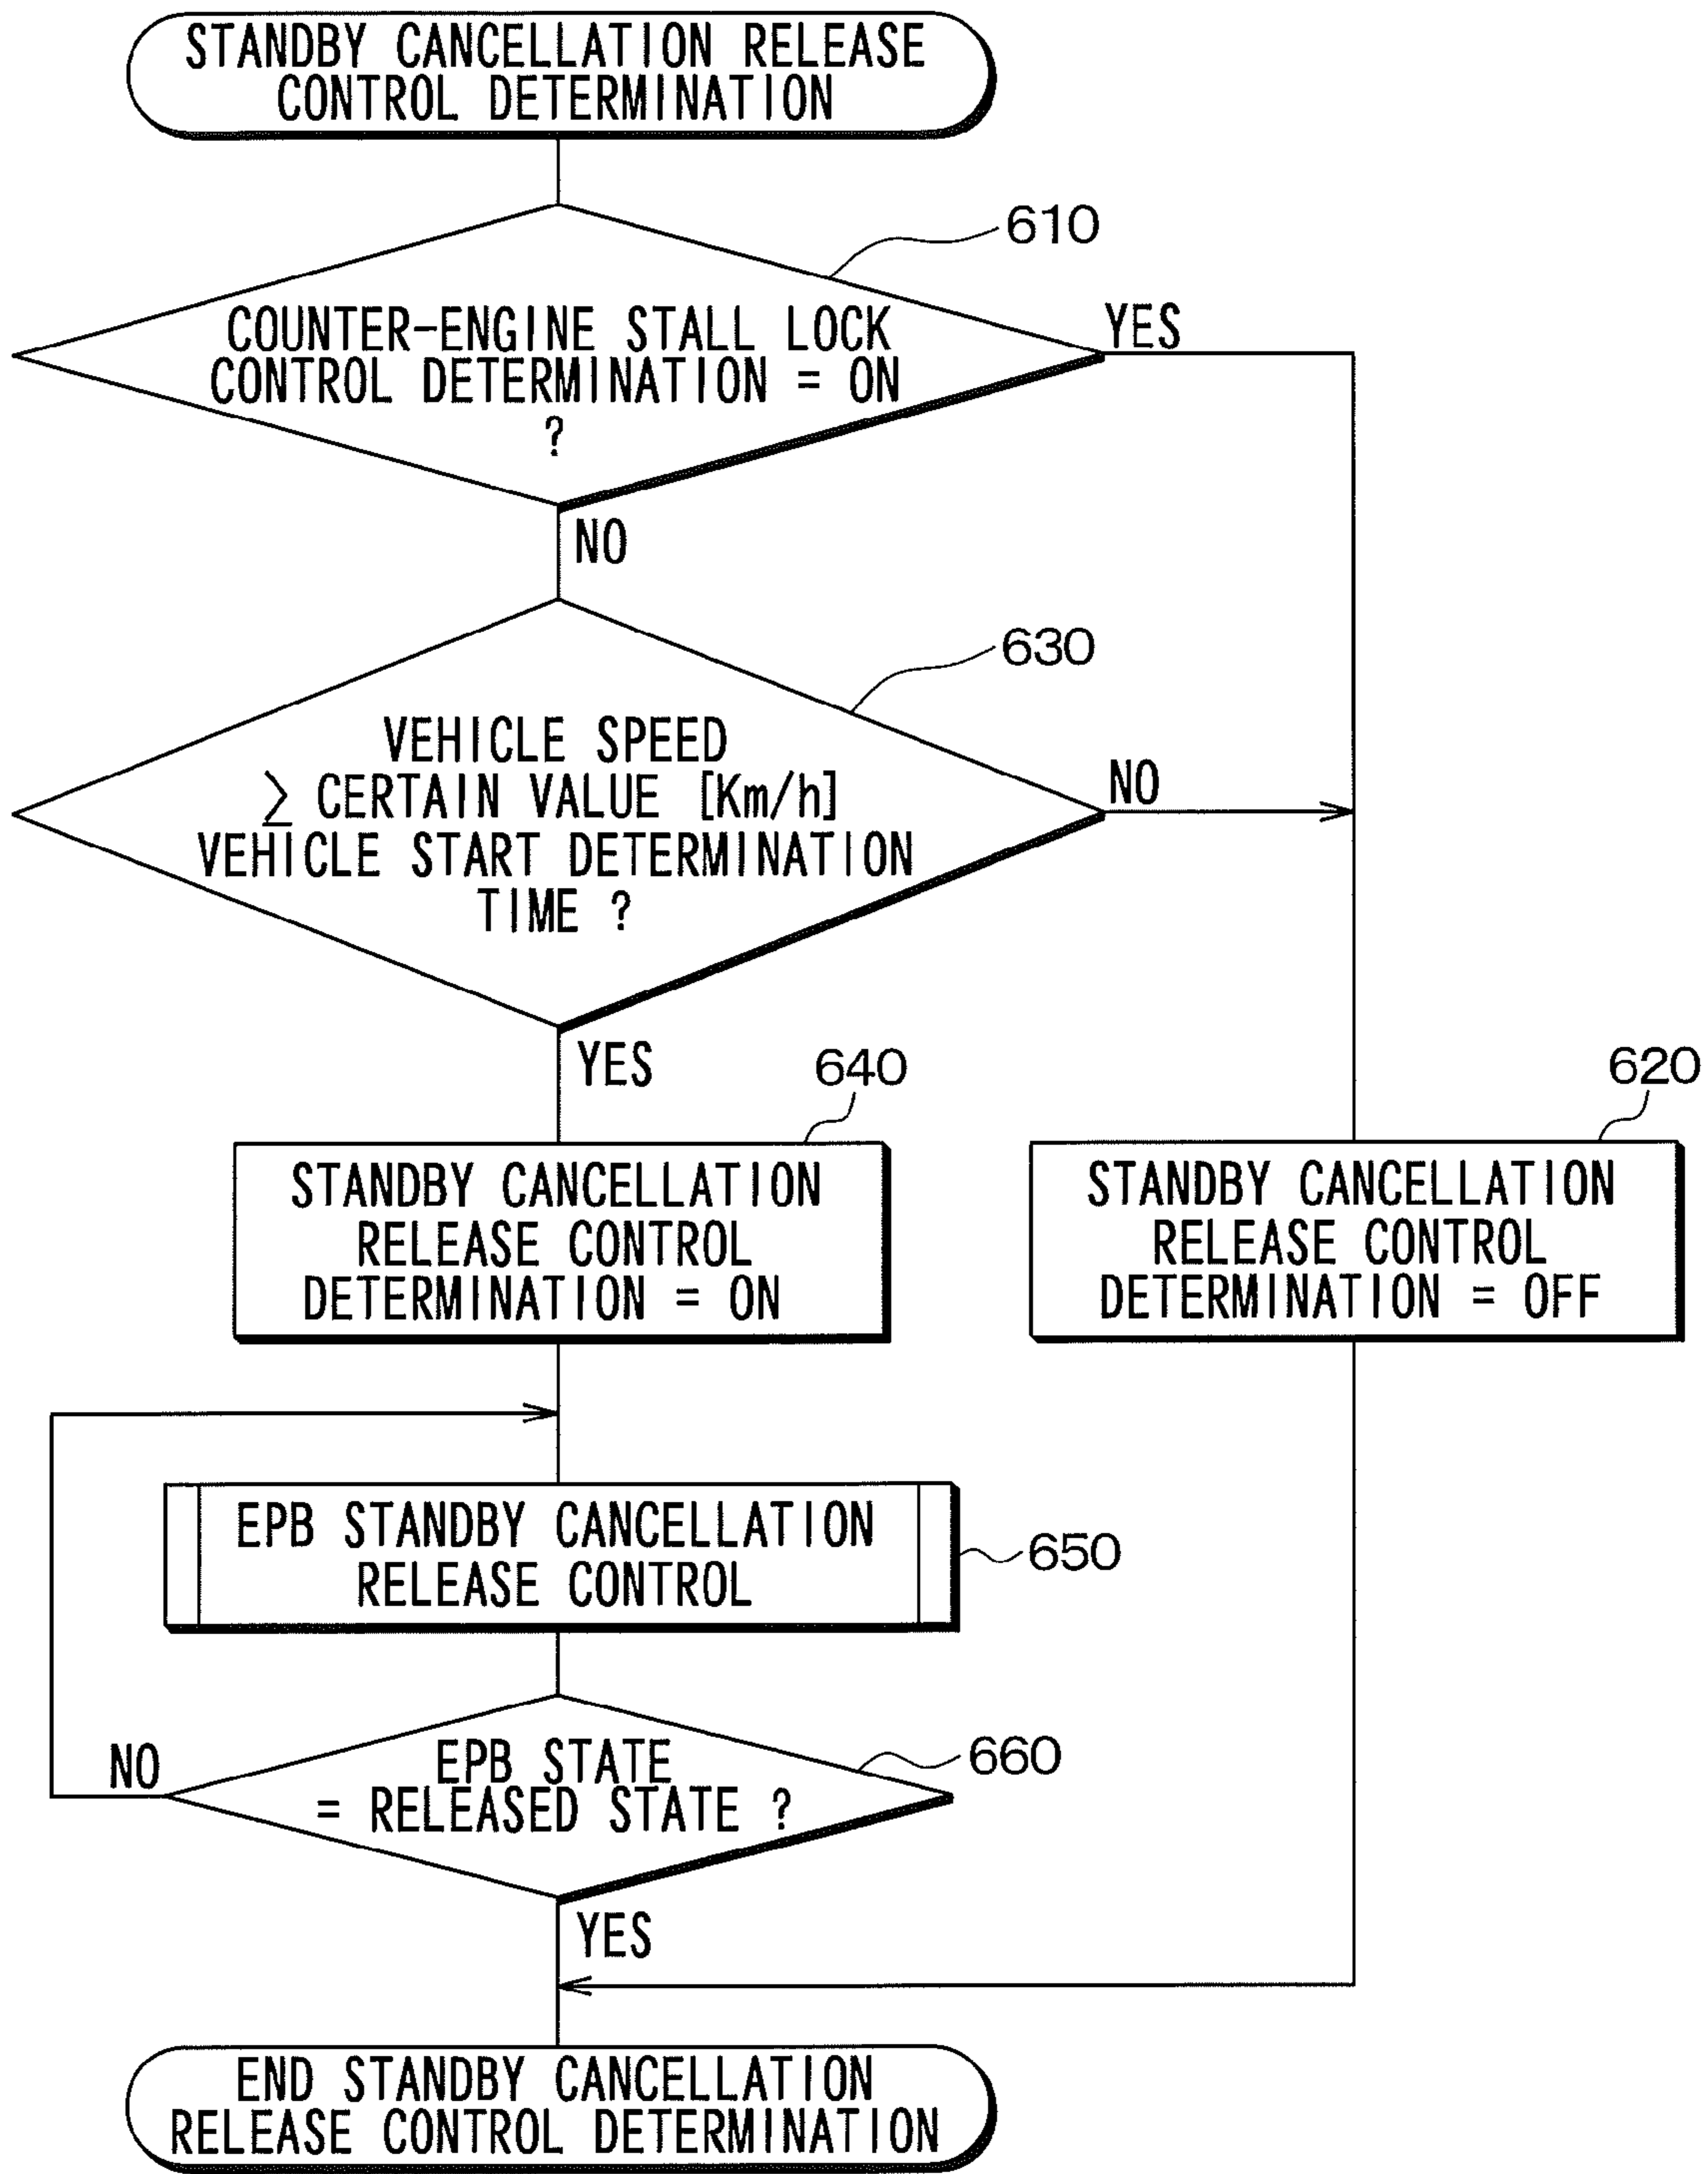 STANDBY CANCELLATION RELEASE
CONTROL DETERMINATION
610
COUNTER-ENGINE STALL LOCK
CONTROL DETERMINATION = ON
?
YES
NO
630
VEHICLE SPEED
≥ CERTAIN VALUE [Km/h]
VEHICLE START DETERMINATION
TIME ?
NO
YES
640
STANDBY CANCELLATION
RELEASE CONTROL
DETERMINATION = ON
620
STANDBY CANCELLATION
RELEASE CONTROL
DETERMINATION = OFF
EPB STANDBY CANCELLATION
RELEASE CONTROL
650
EPB STATE
= RELEASED STATE ?
660
NO
YES
END STANDBY CANCELLATION
RELEASE CONTROL DETERMINATION